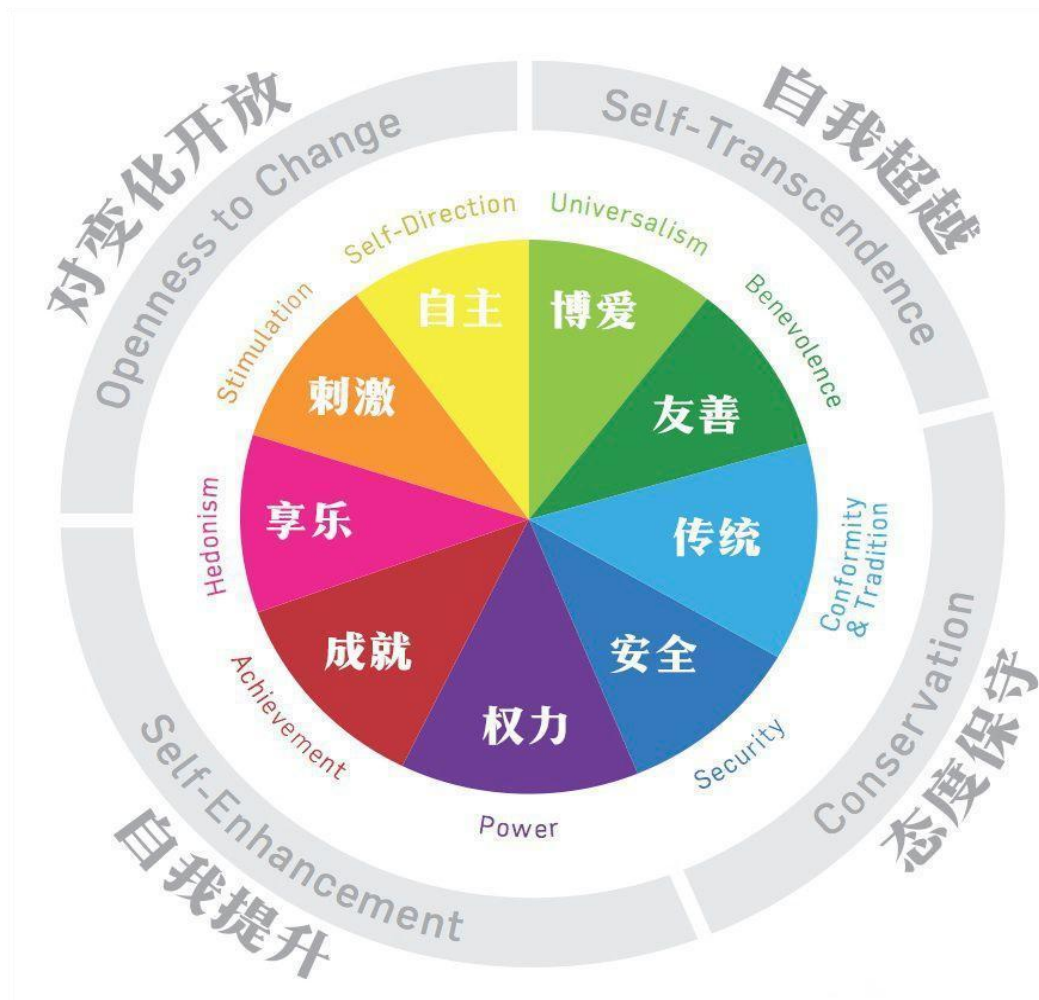 对变化开放
Openness to Change
自我超越
Self-Transcendence
Self-Direction
Universalism
Stimulation
Benevolence
自主
博爱
刺激
友善
Hedonism
享乐
传统
Conformity
& Tradition
成就
安全
权力
Achievement
Security
Power
Self-Enhancement
自我提升
Conservation
态度保守